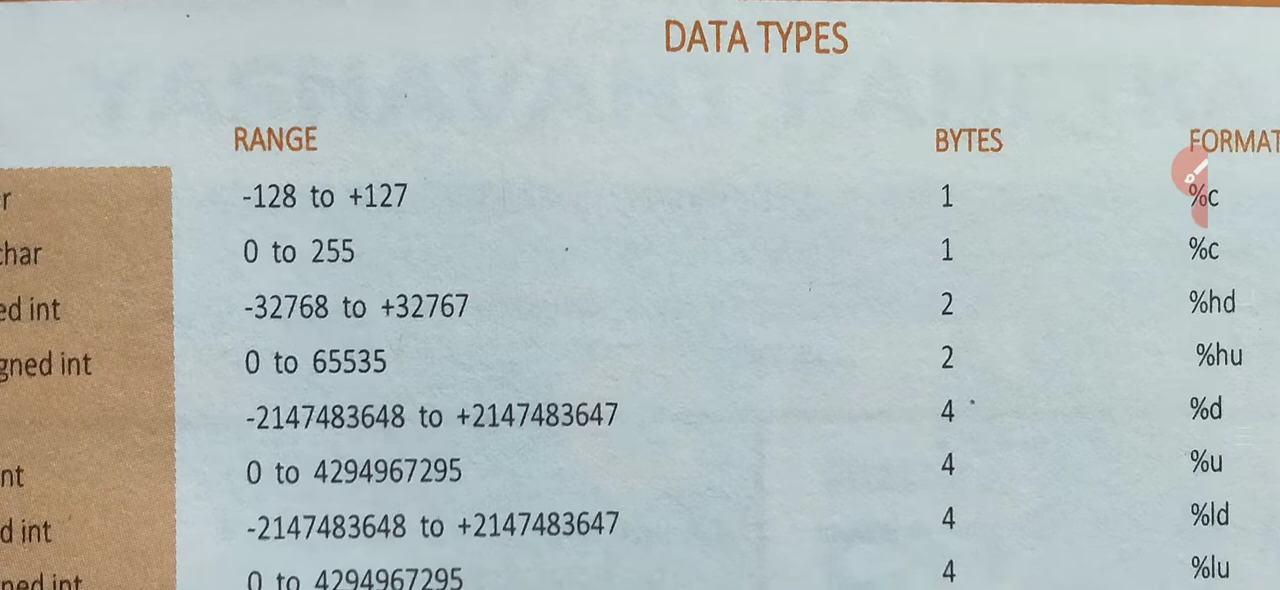 DATA TYPES
RANGE BYTES FORMAT
r -128 to +127 1 %c
char 0 to 255 1 %c
ed int -32768 to +32767 2 %hd
gned int 0 to 65535 2 %hu
-2147483648 to +2147483647 4 %d
nt 0 to 4294967295 4 %u
d int -2147483648 to +2147483647 4 %ld
ned int 0 to 4294967295 4 %lu